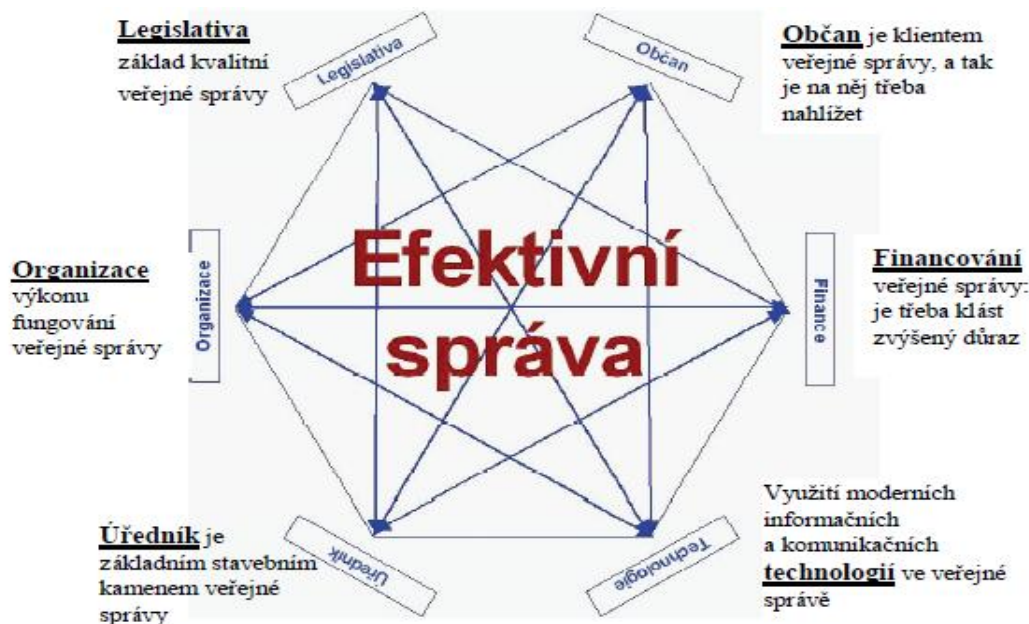 Legislativa
základ kvalitní
veřejné správy
Legislativa
Občan
Občan je klientem
veřejné správy, a tak
je na něj třeba
nahlížet
Organizace
výkonu
fungování
veřejné správy
Organizace
Efektivní
správa
Finance
Financování
veřejné správy:
je třeba klást
zvýšený důraz
Úředník je
základním stavebním
kamenem veřejné
správy
Úředník
Technologie
Využití moderních
informačních
a komunikačních
technologií ve veřejné
správě